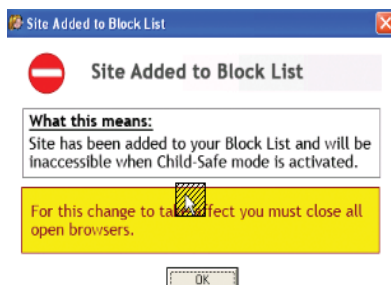 Site Added to Block List
Site Added to Block List
What this means:
Site has been added to your Block List and will be
inaccessible when Child-Safe mode is activated.
For this change to effect you must close all
open browsers.
OK